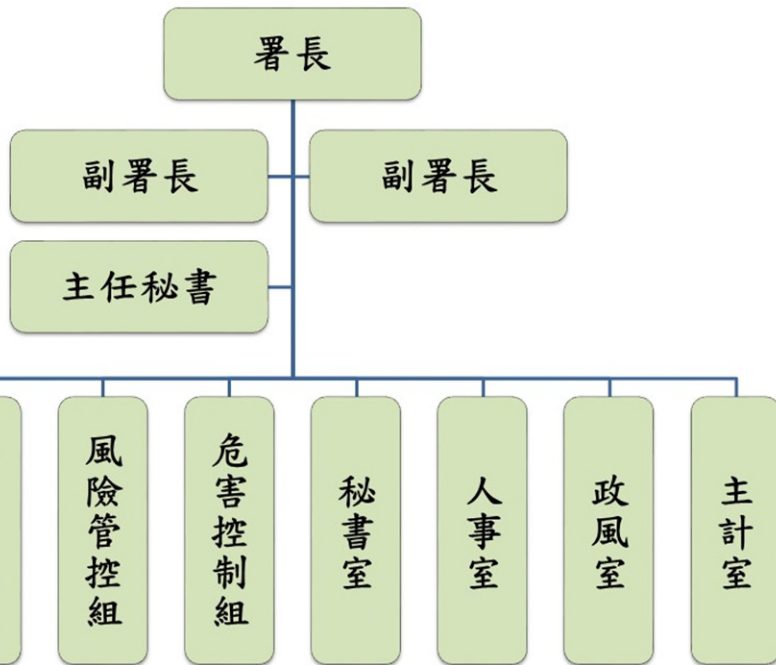 署長
副署長
副署長
主任秘書
風險管控組
危害控制組
秘書室
人事室
政風室
主計室